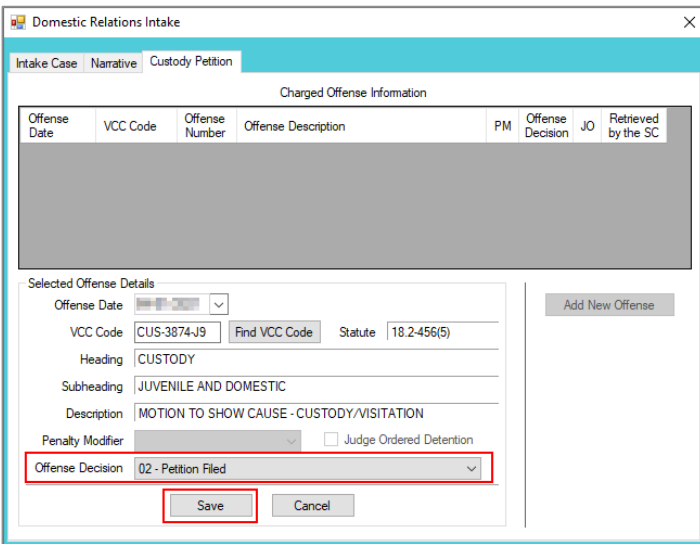 Domestic Relations Intake
Intake Case Narrative Custody Petition
Charged Offense Information
Offense Date VCC Code Offense Number Offense Description PM Offense Decision JO Retrieved by the SC
Selected Offense Details
Offense Date
Add New Offense
VCC Code CUS-3874-J9 Find VCC Code Statute 18.2-456(5)
Heading CUSTODY
Subheading JUVENILE AND DOMESTIC
Description MOTION TO SHOW CAUSE - CUSTODY/VISITATION
Penalty Modifier Judge Ordered Detention
Offense Decision 02 - Petition Filed
Save Cancel